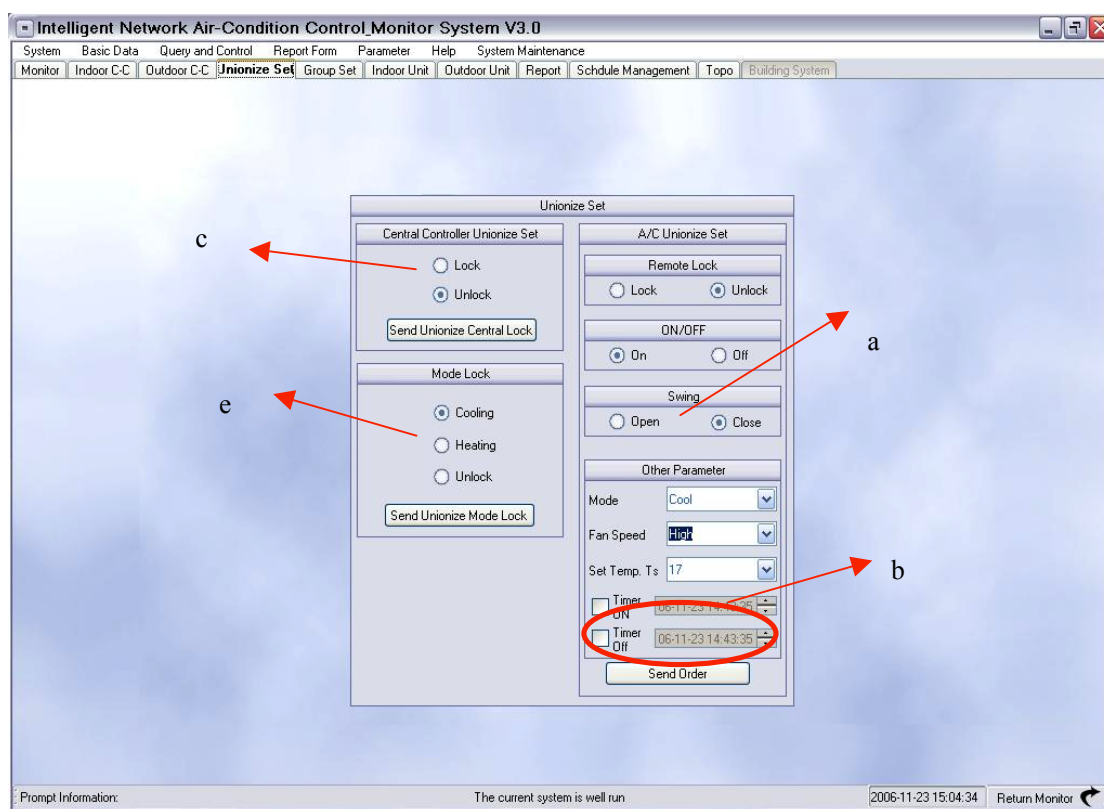 Intelligent Network Air-Condition Control_Monitor System V3.0
System Basic Data Query and Control Report Form Parameter Help System Maintenance
Monitor Indoor C-C Outdoor C-C Unionize Set Group Set Indoor Unit Outdoor Unit Report Schdule Management Topo Building System
Unionize Set
Central Controller Unionize Set
Lock
Unlock
Send Unionize Central Lock
Mode Lock
Cooling
Heating
Unlock
Send Unionize Mode Lock
A/C Unionize Set
Remote Lock
Lock Unlock
ON/OFF
On Off
Swing
Open Close
Other Parameter
Mode Cool
Fan Speed High
Set Temp. Ts 17
Timer
ON 06-11-23
Timer
Off 06-11-23 14:43:35
Send Order
c
e
a
b
Prompt Information: The current system is well run 2006-11-23 15:04:34 Return Monitor